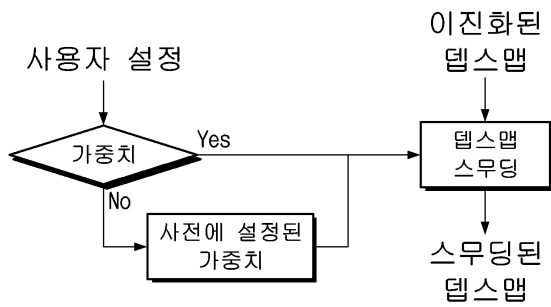 이진화된
뎁스맵
사용자 설정
가중치
Yes
No
뎁스맵
스무딩
사전에 설정된
가중치
스무딩된
뎁스맵